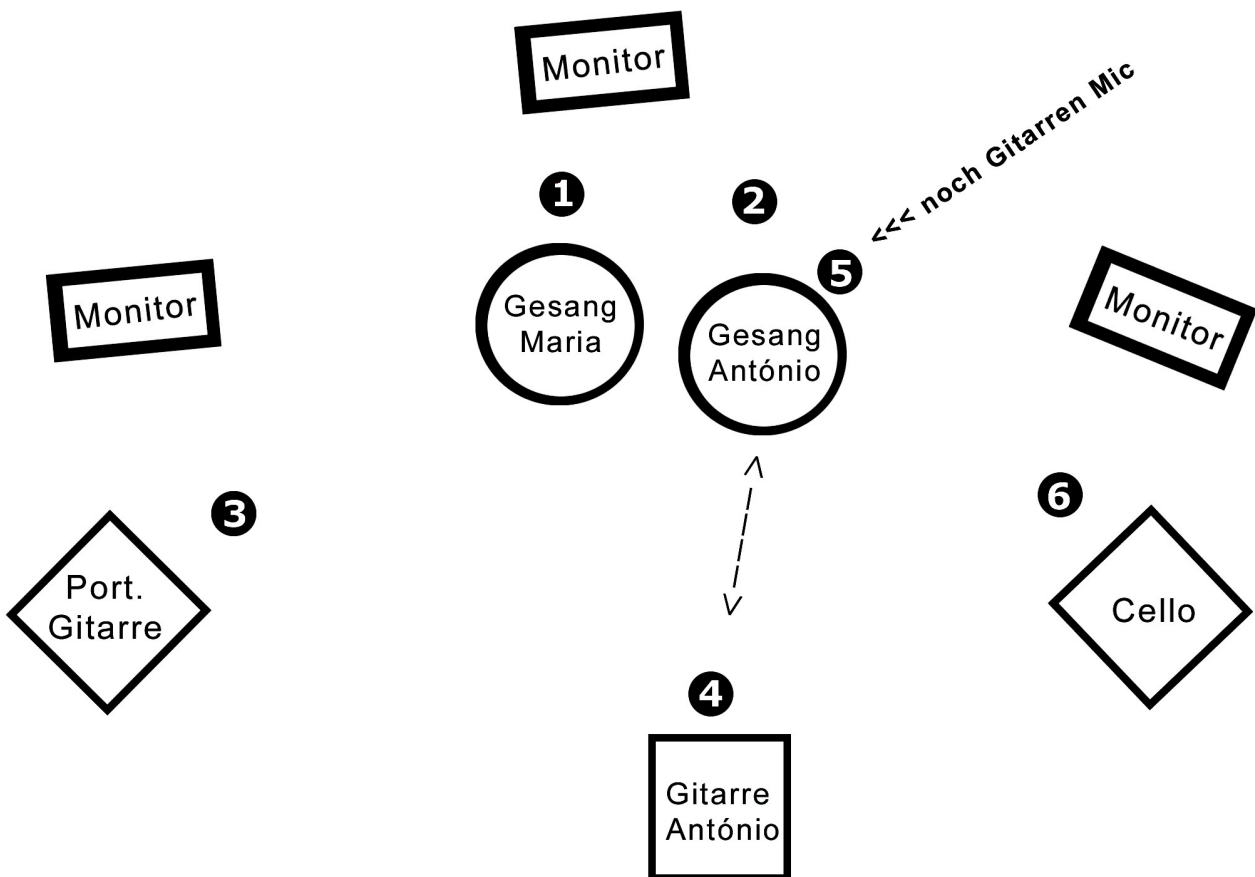 Monitor
<<< noch Gitarren Mic
1
2
Gesang
Maria
5
Gesang
António
Monitor
Monitor
3
6
Port.
Gitarre
Cello
4
Gitarre
António